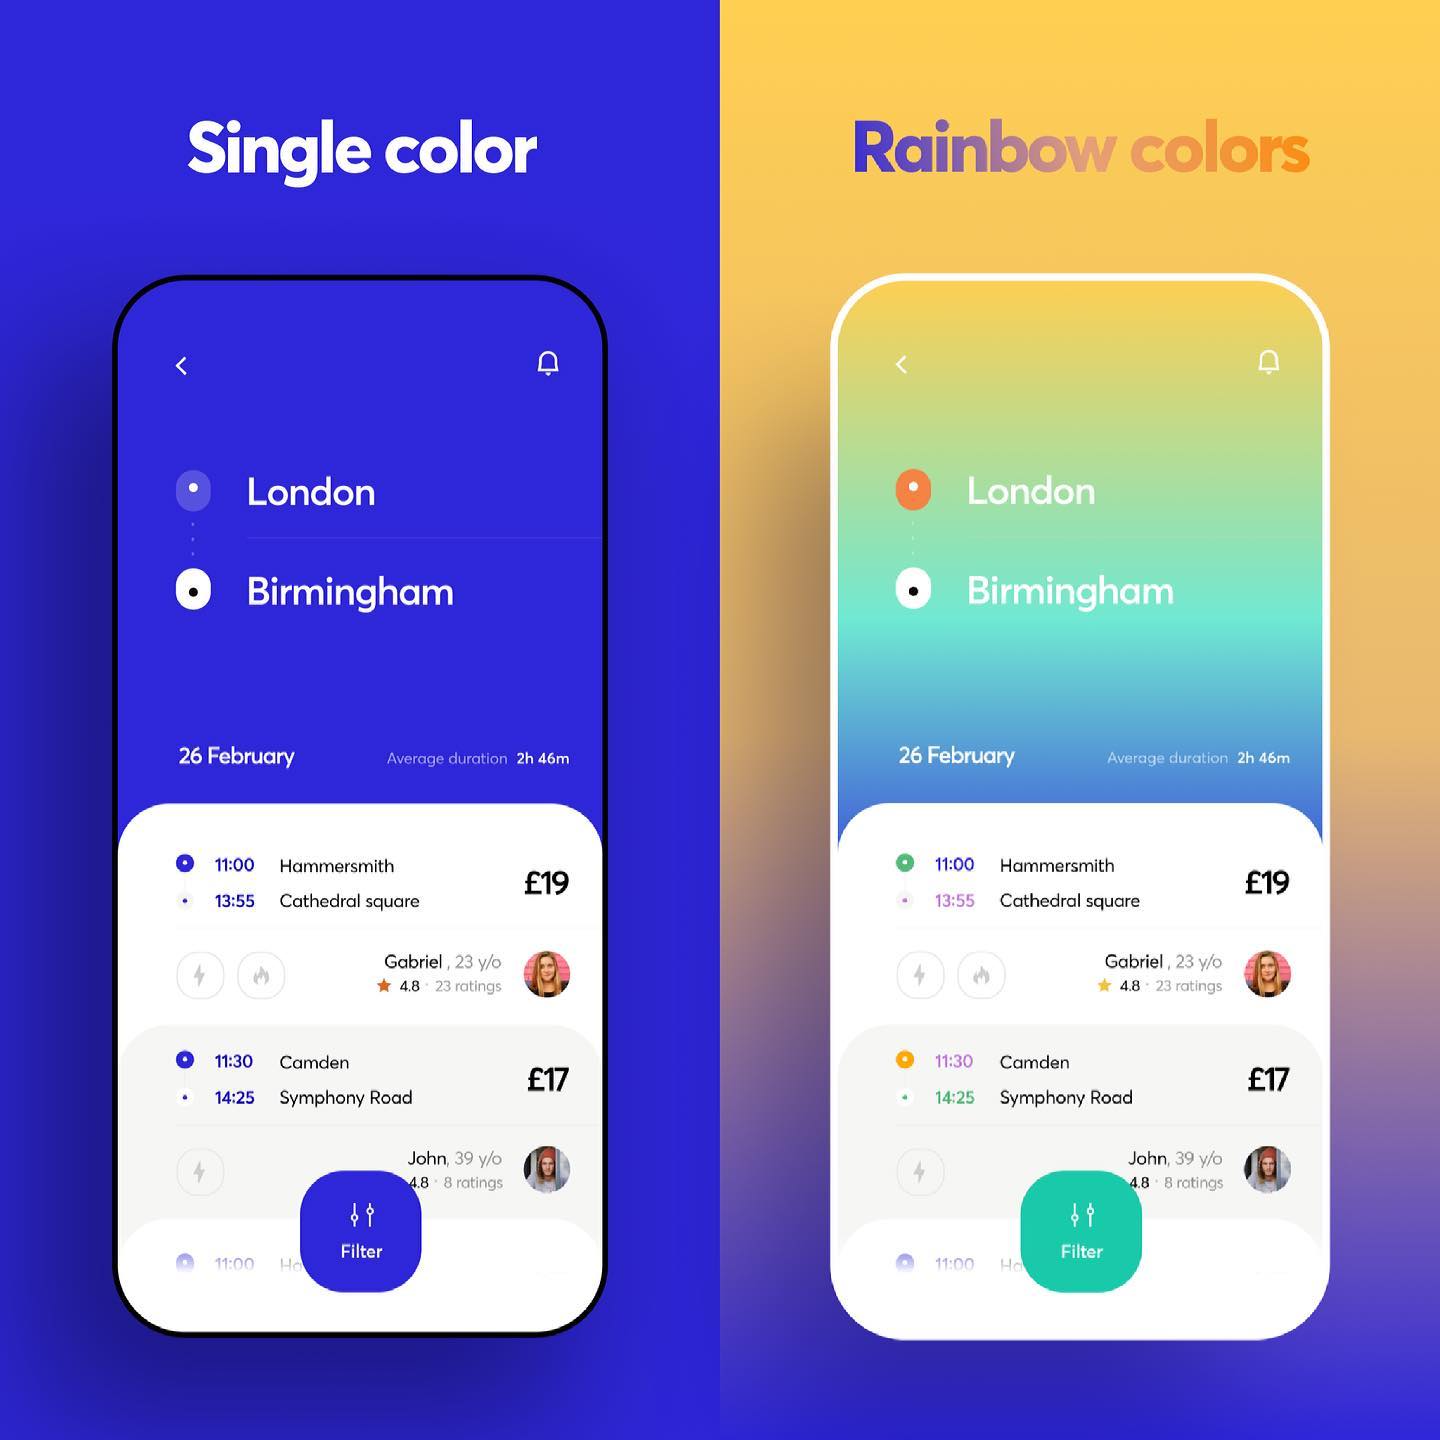 Single color
London
Birmingham
26 February Average duration 2h 46m
11:00 Hammersmith £19
13:55 Cathedral square
Gabriel , 23 y/o
4.8 · 23 ratings
11:30 Camden £17
14:25 Symphony Road
John, 39 y/o
4.8 · 8 ratings
11:00 Ha
Filter
Rainbow colors
London
Birmingham
26 February Average duration 2h 46m
11:00 Hammersmith £19
13:55 Cathedral square
Gabriel , 23 y/o
4.8 · 23 ratings
11:30 Camden £17
14:25 Symphony Road
John, 39 y/o
4.8 · 8 ratings
11:00 Ha
Filter